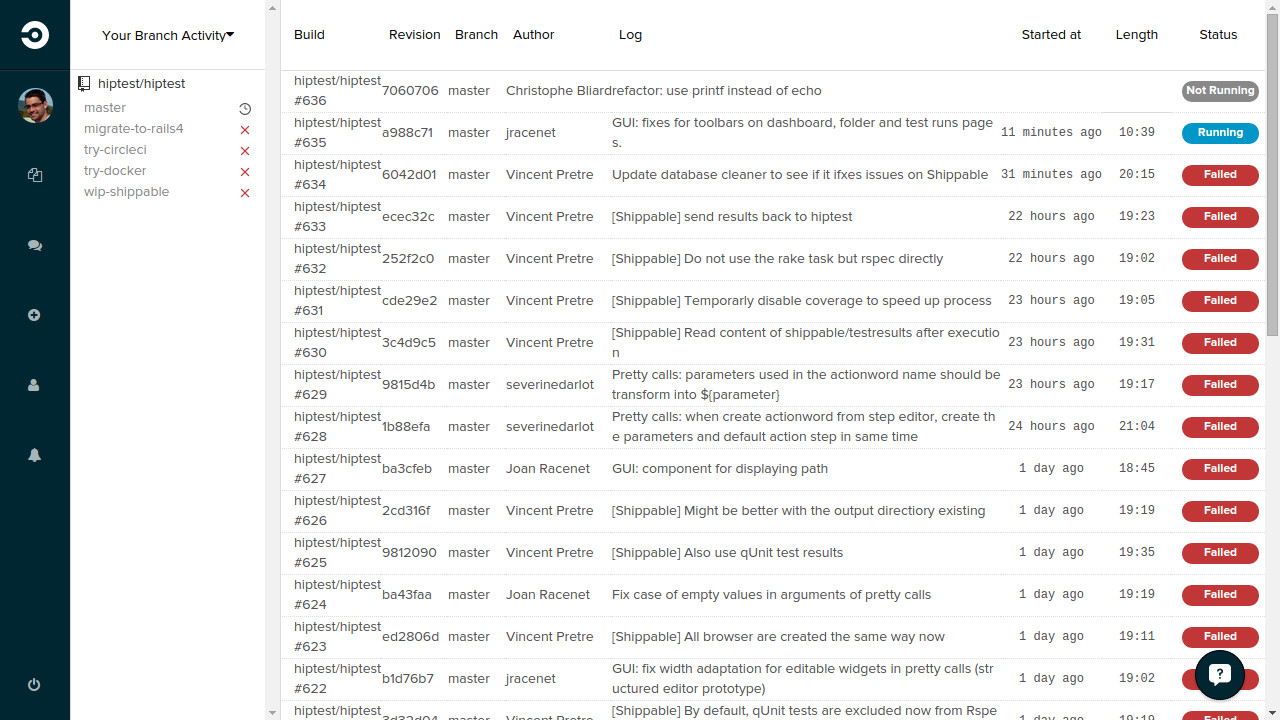 Your Branch Activity
hiptest/hiptest
master
migrate-to-rails4
try-circleci
try-docker
wip-shippable
Build Revision Branch Author Log Started at Length Status
hiptest/hiptest #636 7060706 master Christophe Bliard refactor: use printf instead of echo Not Running
hiptest/hiptest #635 a988c71 master jracenet GUI: fixes for toolbars on dashboard, folder and test runs page
s. 11 minutes ago 10:39 Running
hiptest/hiptest #634 6042d01 master Vincent Pretre Update database cleaner to see if it ifxes issues on Shippable 31 minutes ago 20:15 Failed
hiptest/hiptest #633 ecec32c master Vincent Pretre [Shippable] send results back to hiptest 22 hours ago 19:23 Failed
hiptest/hiptest #632 252f2c0 master Vincent Pretre [Shippable] Do not use the rake task but rspec directly 22 hours ago 19:02 Failed
hiptest/hiptest #631 cde29e2 master Vincent Pretre [Shippable] Temporarly disable coverage to speed up process 23 hours ago 19:05 Failed
hiptest/hiptest #630 3c4d9c5 master Vincent Pretre [Shippable] Read content of shippable/testresults after executio
n 23 hours ago 19:31 Failed
hiptest/hiptest #629 9815d4b master severinedarlot Pretty calls: parameters used in the actionword name should be
transform into ${parameter} 23 hours ago 19:17 Failed
hiptest/hiptest #628 1b88efa master severinedarlot Pretty calls: when create actionword from step editor, create th
e parameters and default action step in same time 24 hours ago 21:04 Failed
hiptest/hiptest #627 ba3cfeb master Joan Racenet GUI: component for displaying path 1 day ago 18:45 Failed
hiptest/hiptest #626 2cd316f master Vincent Pretre [Shippable] Might be better with the output directiory existing 1 day ago 19:19 Failed
hiptest/hiptest #625 9812090 master Vincent Pretre [Shippable] Also use qUnit test results 1 day ago 19:35 Failed
hiptest/hiptest #624 ba43faa master Joan Racenet Fix case of empty values in arguments of pretty calls 1 day ago 19:19 Failed
hiptest/hiptest #623 ed2806d master Vincent Pretre [Shippable] All browser are created the same way now 1 day ago 19:11 Failed
hiptest/hiptest #622 b1d76b7 master jracenet GUI: fix width adaptation for editable widgets in pretty calls (str
uctured editor prototype) 1 day ago 19:02
hiptest/hiptest 3d32d04 master Vincent Pretre [Shippable] By default, qUnit tests are excluded now from Rspe
1 day ago 19:19 Failed